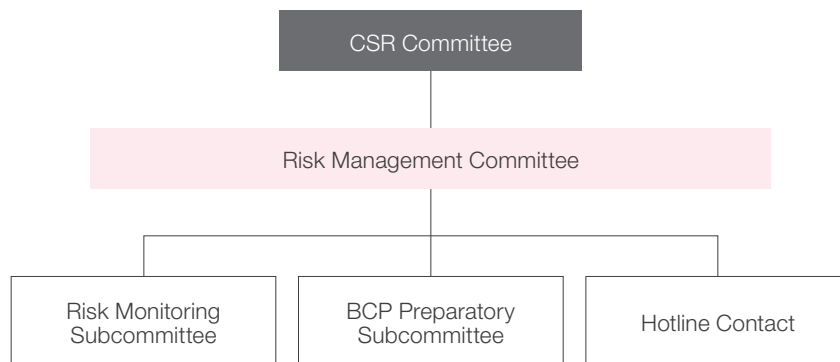 CSR Committee
Risk Management Committee
Risk Monitoring
Subcommittee
BCP Preparatory
Subcommittee
Hotline Contact